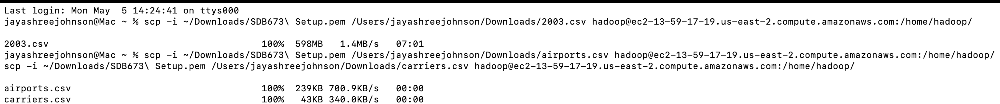 Last login: Mon May  5 14:24:41 on ttys000
jayashreejohnson@Mac ~ % scp -i ~/Downloads/SDB673\ Setup.pem /Users/jayashreejohnson/Downloads/2003.csv hadoop@ec2-13-59-17-19.us-east-2.compute.amazonaws.com:/home/hadoop/
2003.csv                                      100%  598MB   1.4MB/s   07:01
jayashreejohnson@Mac ~ % scp -i ~/Downloads/SDB673\ Setup.pem /Users/jayashreejohnson/Downloads/airports.csv hadoop@ec2-13-59-17-19.us-east-2.compute.amazonaws.com:/home/hadoop/
scp -i ~/Downloads/SDB673\ Setup.pem /Users/jayashreejohnson/Downloads/carriers.csv hadoop@ec2-13-59-17-19.us-east-2.compute.amazonaws.com:/home/hadoop/
airports.csv                                  100%  239KB 700.9KB/s   00:00
carriers.csv                                  100%   43KB 340.0KB/s   00:00